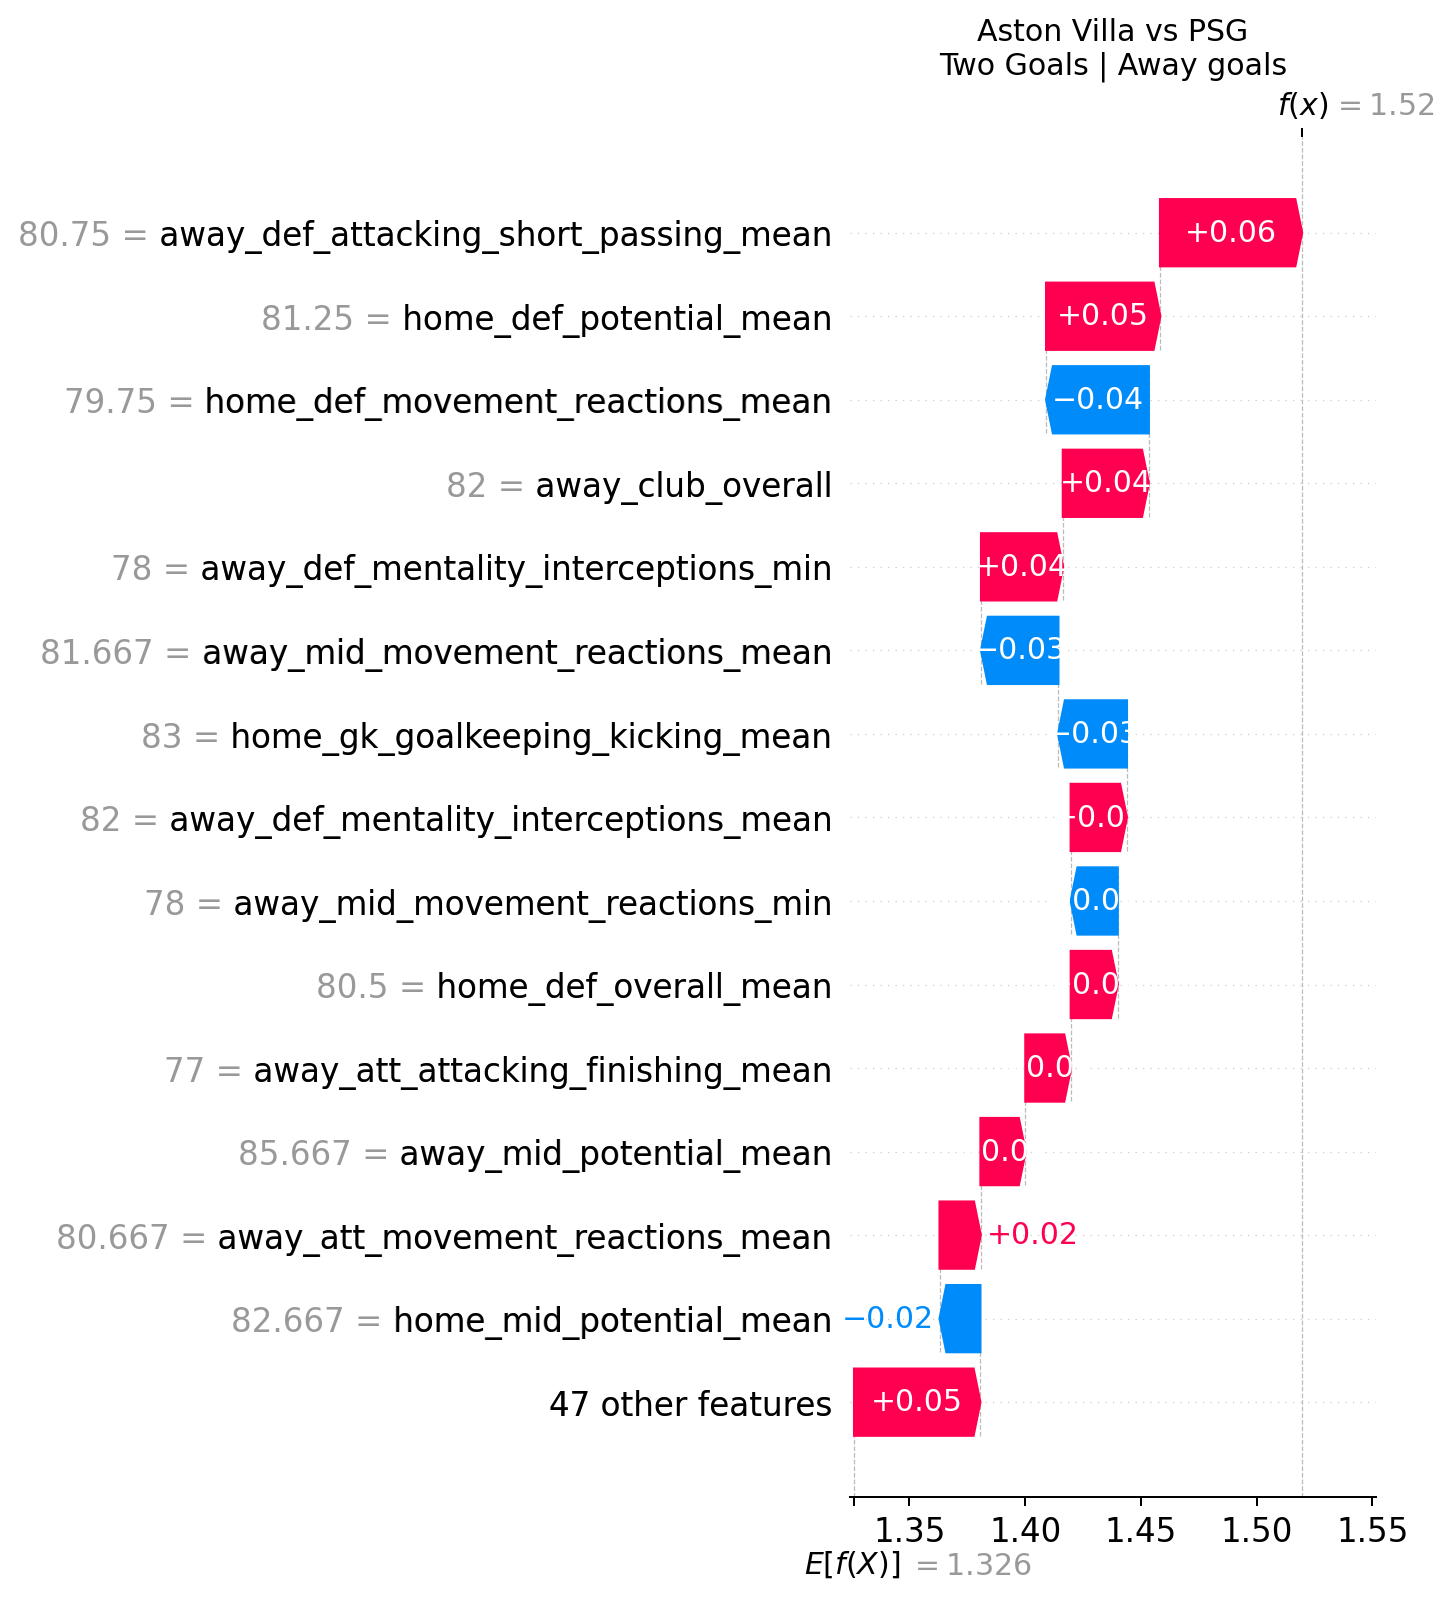 Aston Villa vs PSG
Two Goals | Away goals
f(x) = 1.52
80.75 = away_def_attacking_short_passing_mean +0.06
81.25 = home_def_potential_mean +0.05
79.75 = home_def_movement_reactions_mean −0.04
82 = away_club_overall +0.04
78 = away_def_mentality_interceptions_min +0.04
81.667 = away_mid_movement_reactions_mean −0.03
83 = home_gk_goalkeeping_kicking_mean −0.03
82 = away_def_mentality_interceptions_mean
78 = away_mid_movement_reactions_min
80.5 = home_def_overall_mean
77 = away_att_attacking_finishing_mean
85.667 = away_mid_potential_mean
80.667 = away_att_movement_reactions_mean +0.02
82.667 = home_mid_potential_mean −0.02
47 other features +0.05
1.35 1.40 1.45 1.50 1.55
E[f(X)] = 1.326